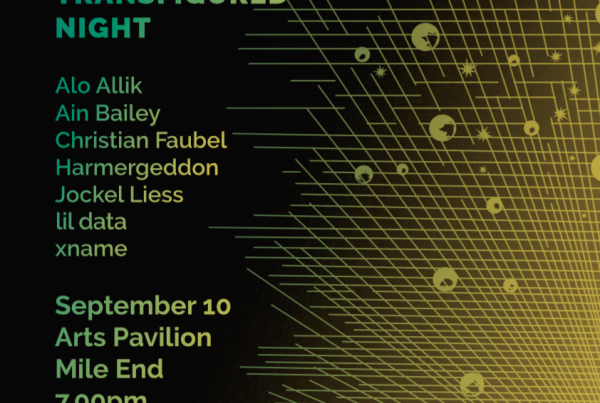 TRANSFIGURED
NIGHT
Alo Allik
Ain Bailey
Christian Faubel
Harmergeddon
Jockel Liess
lil data
xname
September 10
Arts Pavilion
Mile End
7.00pm